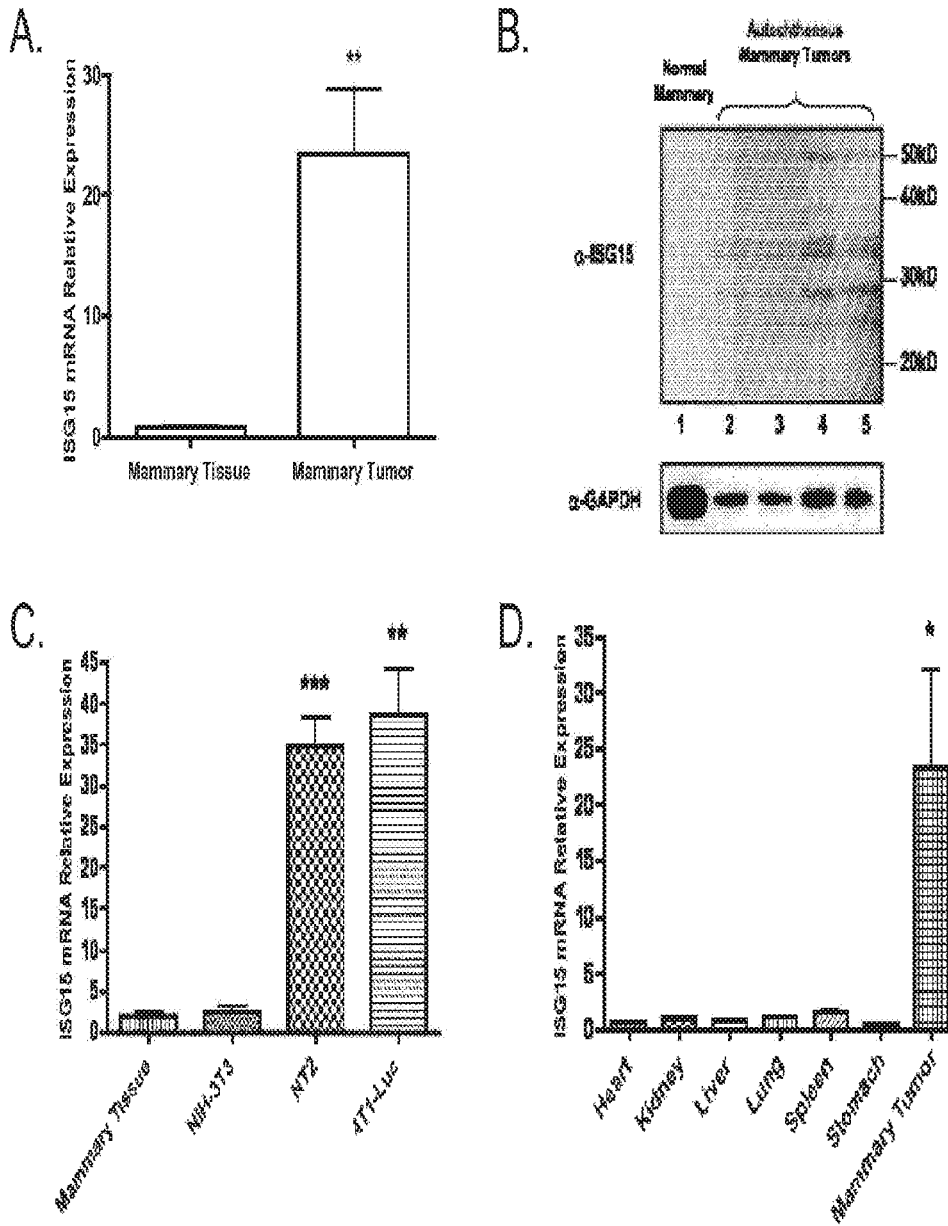 A.
ISG15 mRNA Relative Expression
30
20
10
0
**
Mammary Tissue
Mammary Tumor
B.
Normal
Mammary
Autochthonous
Mammary Tumors
α-ISG15
50kD
40kD
30kD
20kD
1 2 3 4 5
α-GAPDH
C.
ISG15 mRNA Relative Expression
45
40
35
30
25
20
15
10
5
0
***
**
Mammary Tissue
NIH-3T3
NT2
4T1-Luc
D.
ISG15 mRNA Relative Expression
35
30
25
20
15
10
5
0
*
Heart
Kidney
Liver
Lung
Spleen
Stomach
Mammary Tumor